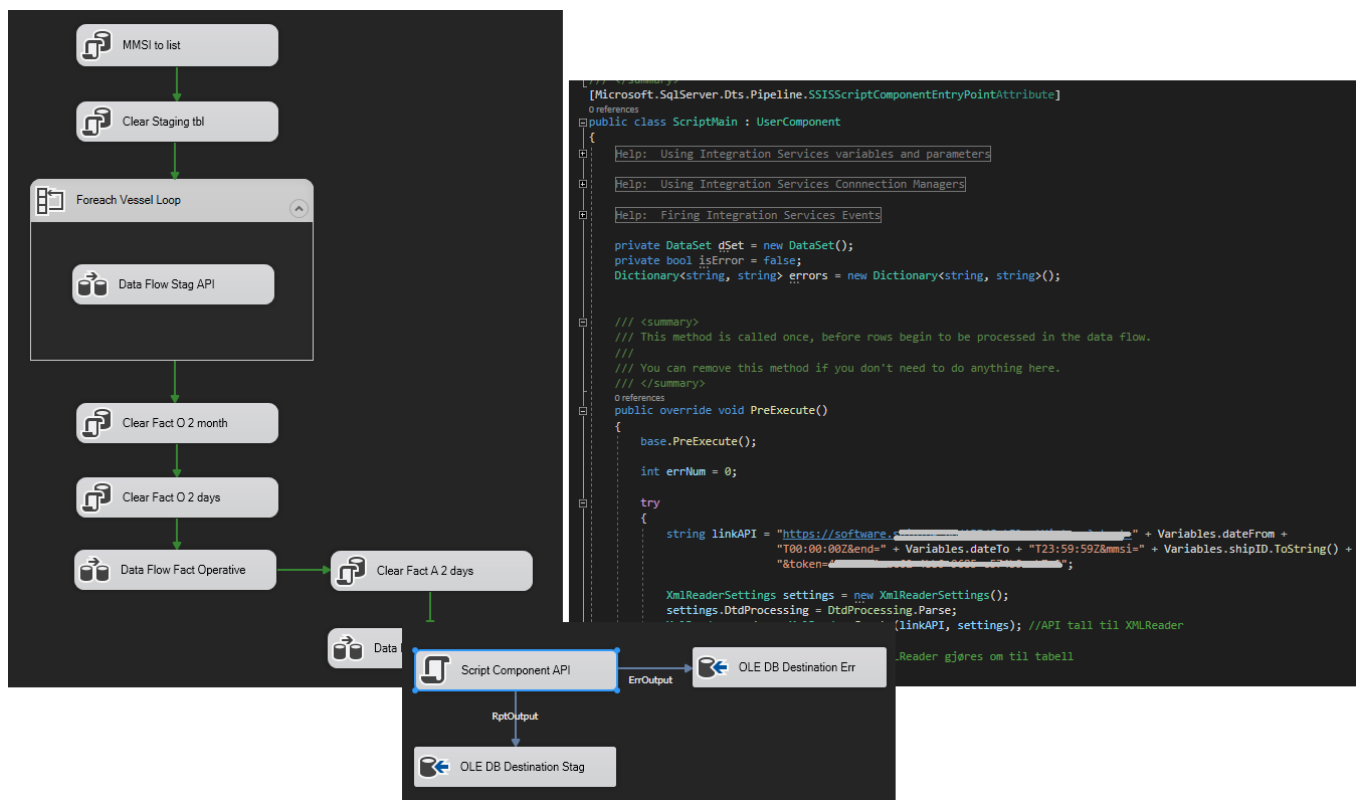 MMSI to list
Clear Staging tbl
Foreach Vessel Loop
Data Flow Stag API
Clear Fact O 2 month
Clear Fact O 2 days
Data Flow Fact Operative
Clear Fact A 2 days
Data
/// </summary>
[Microsoft.SqlServer.Dts.Pipeline.SSISScriptComponentEntryPointAttribute]
0 references
public class ScriptMain : UserComponent
{
Help:  Using Integration Services variables and parameters
Help:  Using Integration Services Connnection Managers
Help:  Firing Integration Services Events
private DataSet dSet = new DataSet();
private bool isError = false;
Dictionary<string, string> errors = new Dictionary<string, string>();
/// <summary>
/// This method is called once, before rows begin to be processed in the data flow.
///
/// You can remove this method if you don't need to do anything here.
/// </summary>
0 references
public override void PreExecute()
{
base.PreExecute();
int errNum = 0;
try
{
string linkAPI = "https://software. " + Variables.dateFrom +
"T00:00:00Z&end=" + Variables.dateTo + "T23:59:59Z&mmsi=" + Variables.shipID.ToString() +
"&token= ";
XmlReaderSettings settings = new XmlReaderSettings();
settings.DtdProcessing = DtdProcessing.Parse;
(linkAPI, settings); //API tall til XMLReader
LReader gjøres om til tabell
Script Component API
ErrOutput
OLE DB Destination Err
RptOutput
OLE DB Destination Stag